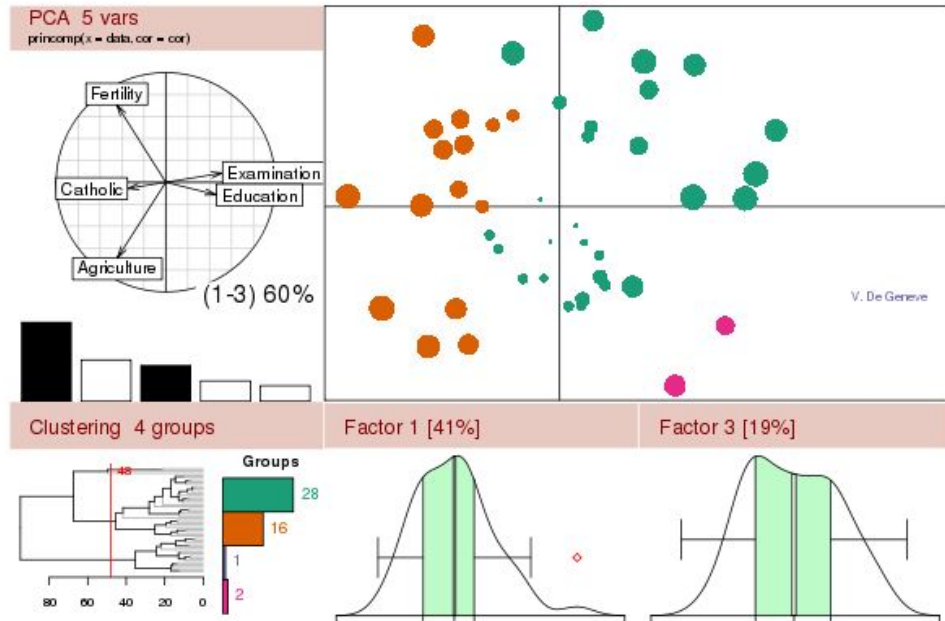 PCA 5 vars
princomp(x = data, cor = cor)
Fertility
Examination
Catholic
Education
Agriculture
(1-3) 60%
V. De Geneve
Clustering 4 groups
Factor 1 [41%]
Factor 3 [19%]
48
Groups
28
16
1
2
80 60 40 20 0